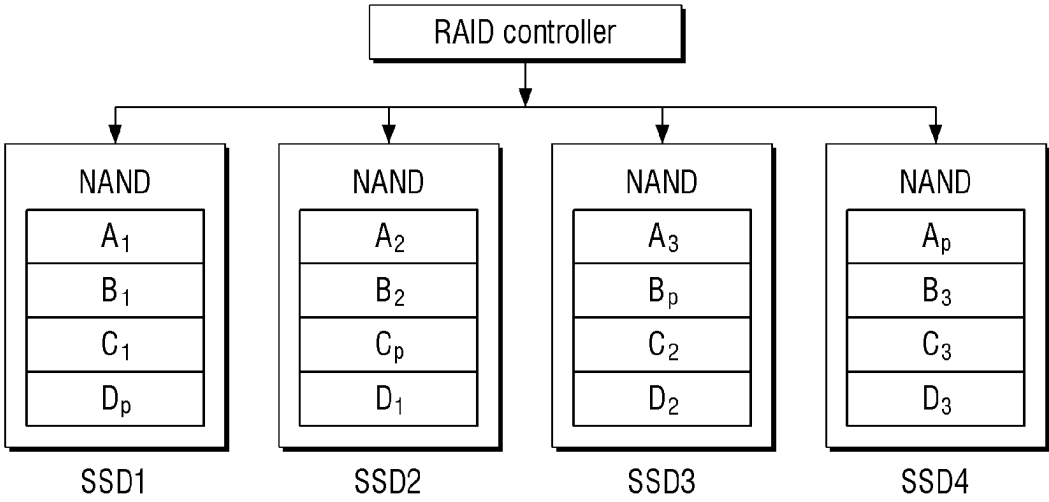 RAID controller
NAND NAND NAND NAND
A₁ A₂ A₃ Aₚ
B₁ B₂ Bₚ B₃
C₁ Cₚ C₂ C₃
Dₚ D₁ D₂ D₃
SSD1 SSD2 SSD3 SSD4